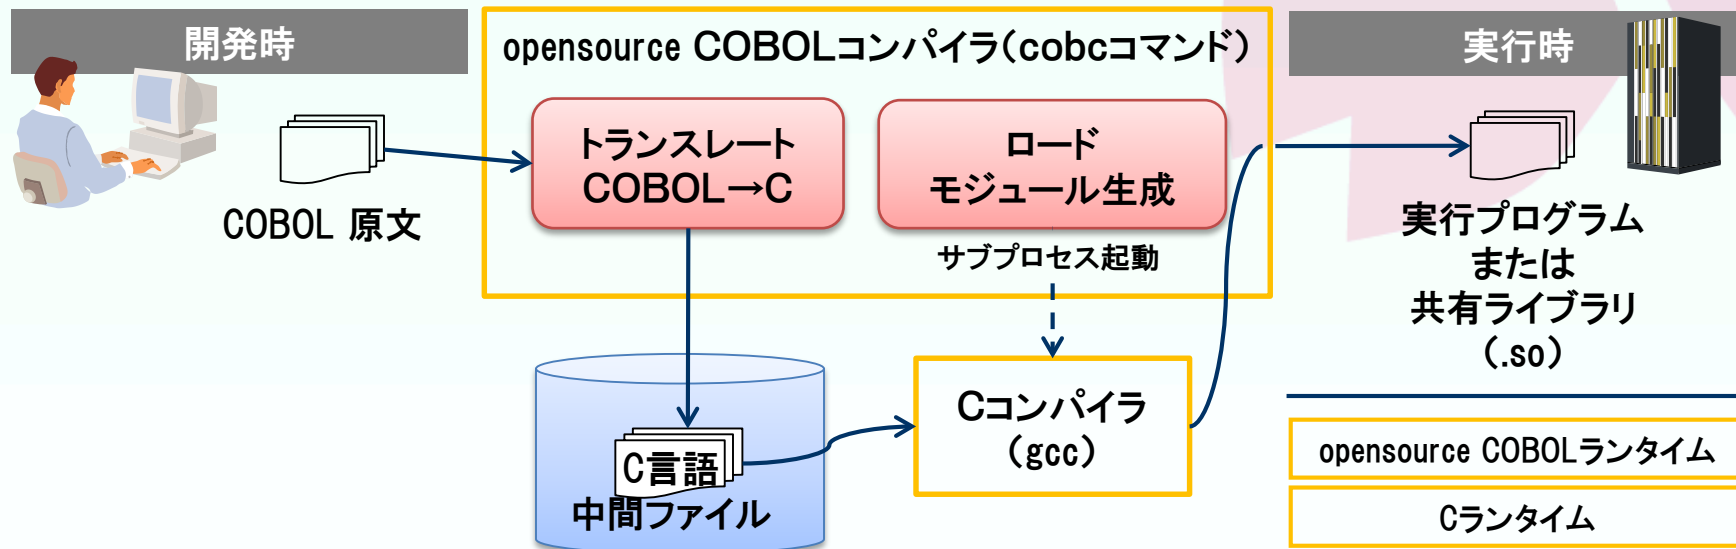 開発時
COBOL 原文
opensource COBOLコンパイラ(cobcコマンド)
トランスレート
COBOL→C
ロード
モジュール生成
サブプロセス起動
C言語
中間ファイル
Cコンパイラ
(gcc)
実行時
実行プログラム
または
共有ライブラリ
(.so)
opensource COBOLランタイム
Cランタイム